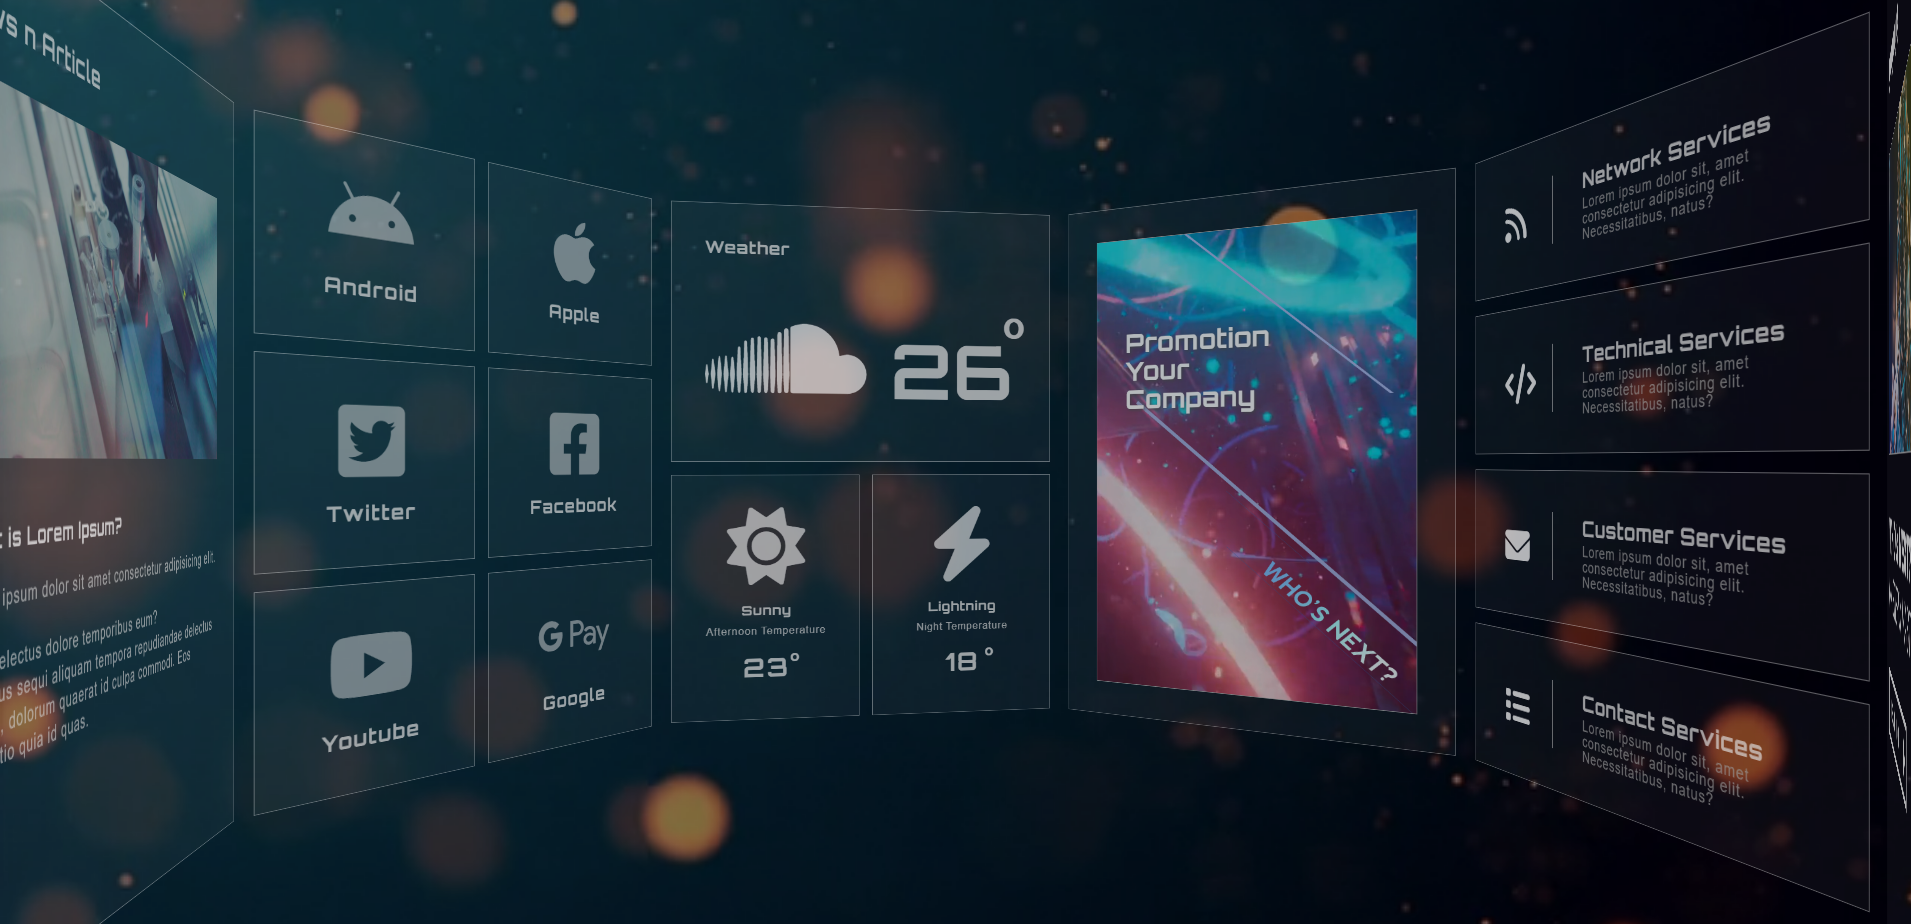 n Article
is Lorem Ipsum?
ipsum dolor sit amet consectetur adipisicing elit.
delectus dolore temporibus eum?
sequi aliquam tempora repudiandae delectus
dolorum quaerat id culpa commodi. Eos
quia id quas.
Android
Apple
Twitter
Facebook
Youtube
G Pay
Google
Weather
26°
Sunny
Afternoon Temperature
23°
Lightning
Night Temperature
18°
Promotion
Your
Company
WHO'S NEXT?
Network Services
Lorem ipsum dolor sit, amet
consectetur adipisicing elit.
Necessitatibus, natus?
Technical Services
Lorem ipsum dolor sit, amet
consectetur adipisicing elit.
Necessitatibus, natus?
Customer Services
Lorem ipsum dolor sit, amet
consectetur adipisicing elit.
Necessitatibus, natus?
Contact Services
Lorem ipsum dolor sit, amet
consectetur adipisicing elit.
Necessitatibus, natus?